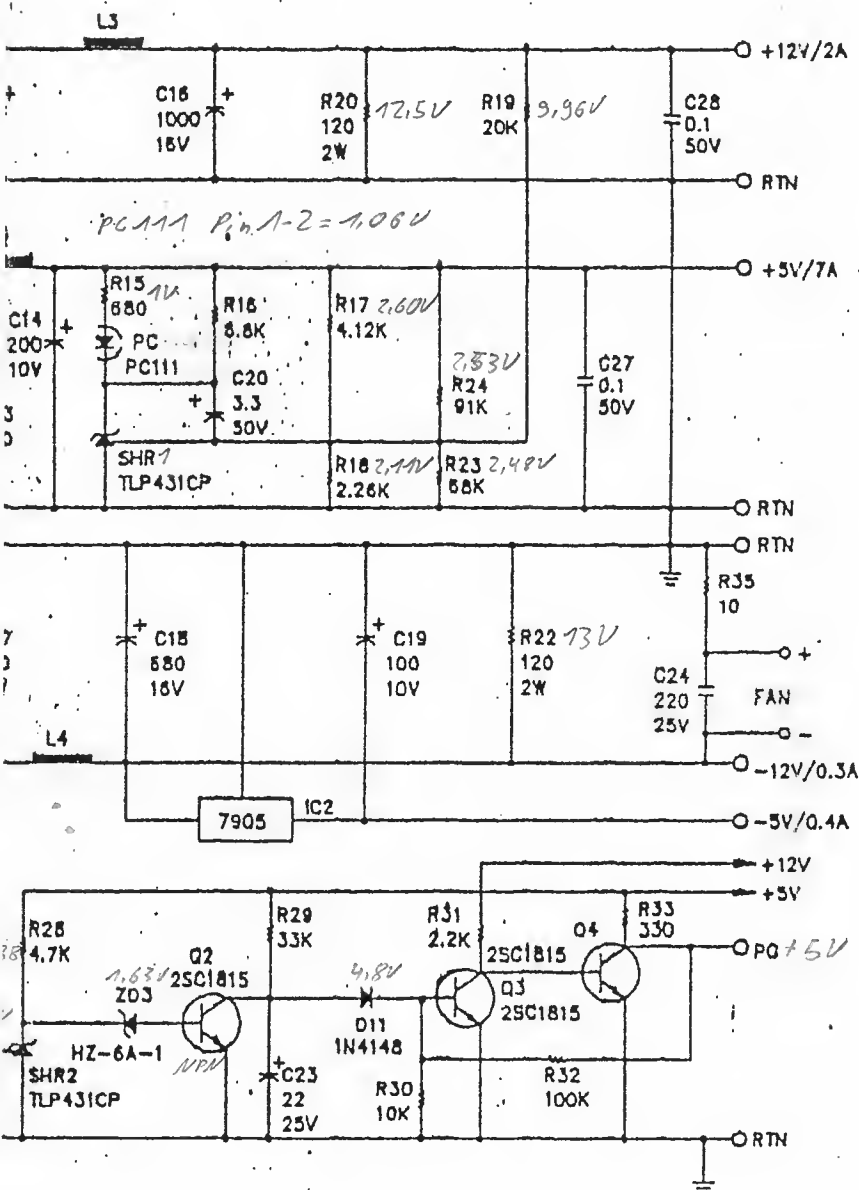 L3
+12V/2A
+
C16
1000
16V
+
R20
120
2W
12,5V
R19
20K
9,96V
C28
0.1
50V
RTN
PC111 Pin 1-2 = 1,06V
+5V/7A
R15
680
1V
C14
200
10V
+
PC
PC111
R16
6.8K
R17
4.12K
2,60V
C20
3.3
50V
+
2,53V
R24
91K
C27
0.1
50V
SHR1
TLP431CP
R18
2.26K
2,11V
R23
68K
2,48V
RTN
RTN
R35
10
+
C18
680
16V
+
C19
100
10V
R22
120
2W
13V
+
C24
220
25V
FAN
-
L4
-12V/0.3A
7905
IC2
-5V/0.4A
+12V
+5V
R28
4.7K
R29
33K
R31
2.2K
R33
330
Q4
2SC1815
PG +5V
Q2
2SC1815
1,63V
ZD3
HZ-6A-1
NPN
4,8V
D11
1N4148
Q3
2SC1815
SHR2
TLP431CP
+
C23
22
25V
R30
10K
R32
100K
RTN